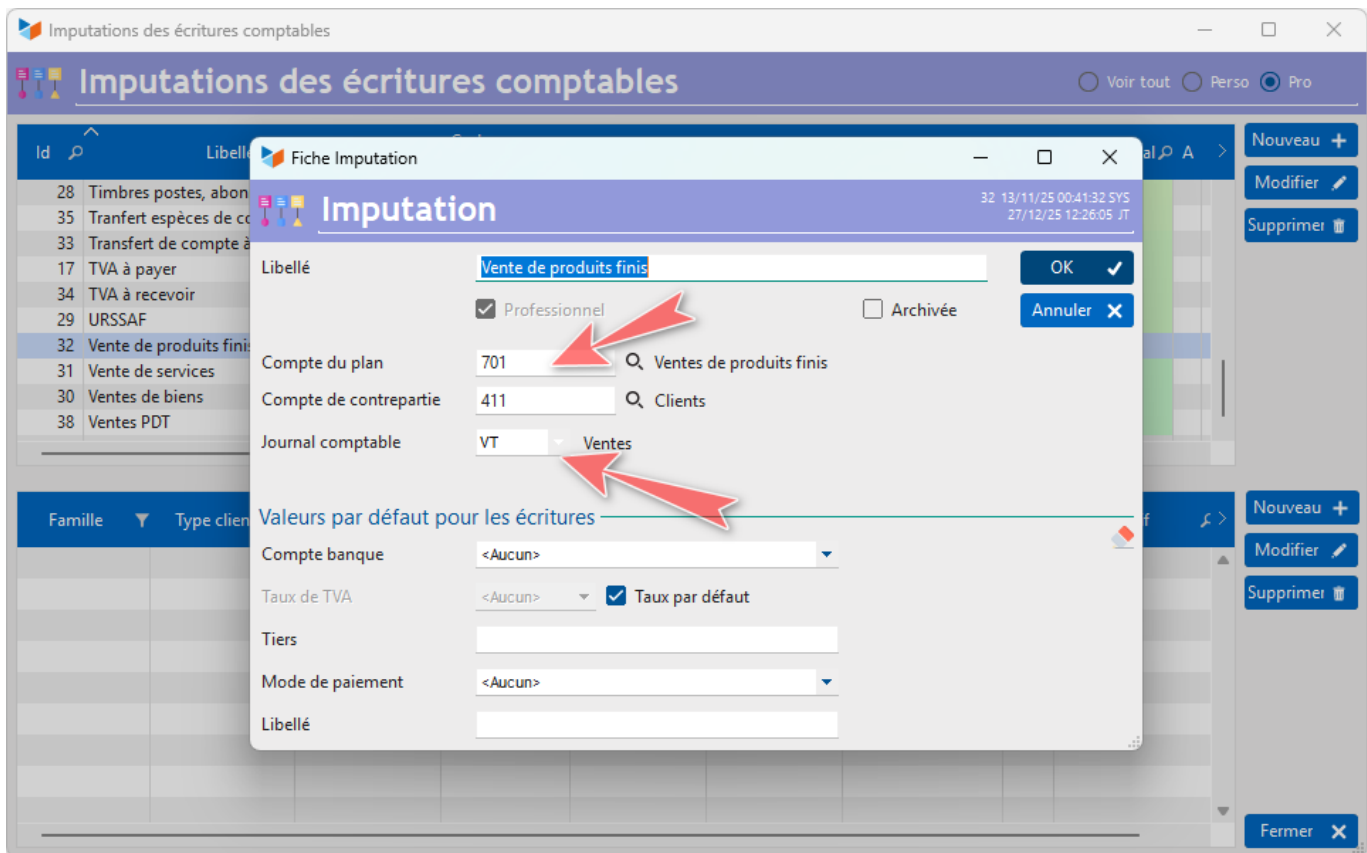 Imputations des écritures comptables
Imputations des écritures comptables
Voir tout Perso Pro
Id Libellé al A
Nouveau
Modifier
Supprimer
28 Timbres postes, abon
35 Tranfert espèces de co
33 Transfert de compte à
17 TVA à payer
34 TVA à recevoir
29 URSSAF
32 Vente de produits finis
31 Vente de services
30 Ventes de biens
38 Ventes PDT
Fiche Imputation
Imputation
32 13/11/25 00:41:32 SYS
27/12/25 12:26:05 JT
Libellé Vente de produits finis OK
Professionnel Archivée Annuler
Compte du plan 701 Ventes de produits finis
Compte de contrepartie 411 Clients
Journal comptable VT Ventes
Valeurs par défaut pour les écritures
Compte banque <Aucun>
Taux de TVA <Aucun> Taux par défaut
Tiers
Mode de paiement <Aucun>
Libellé
Famille Type clien f
Nouveau
Modifier
Supprimer
Fermer